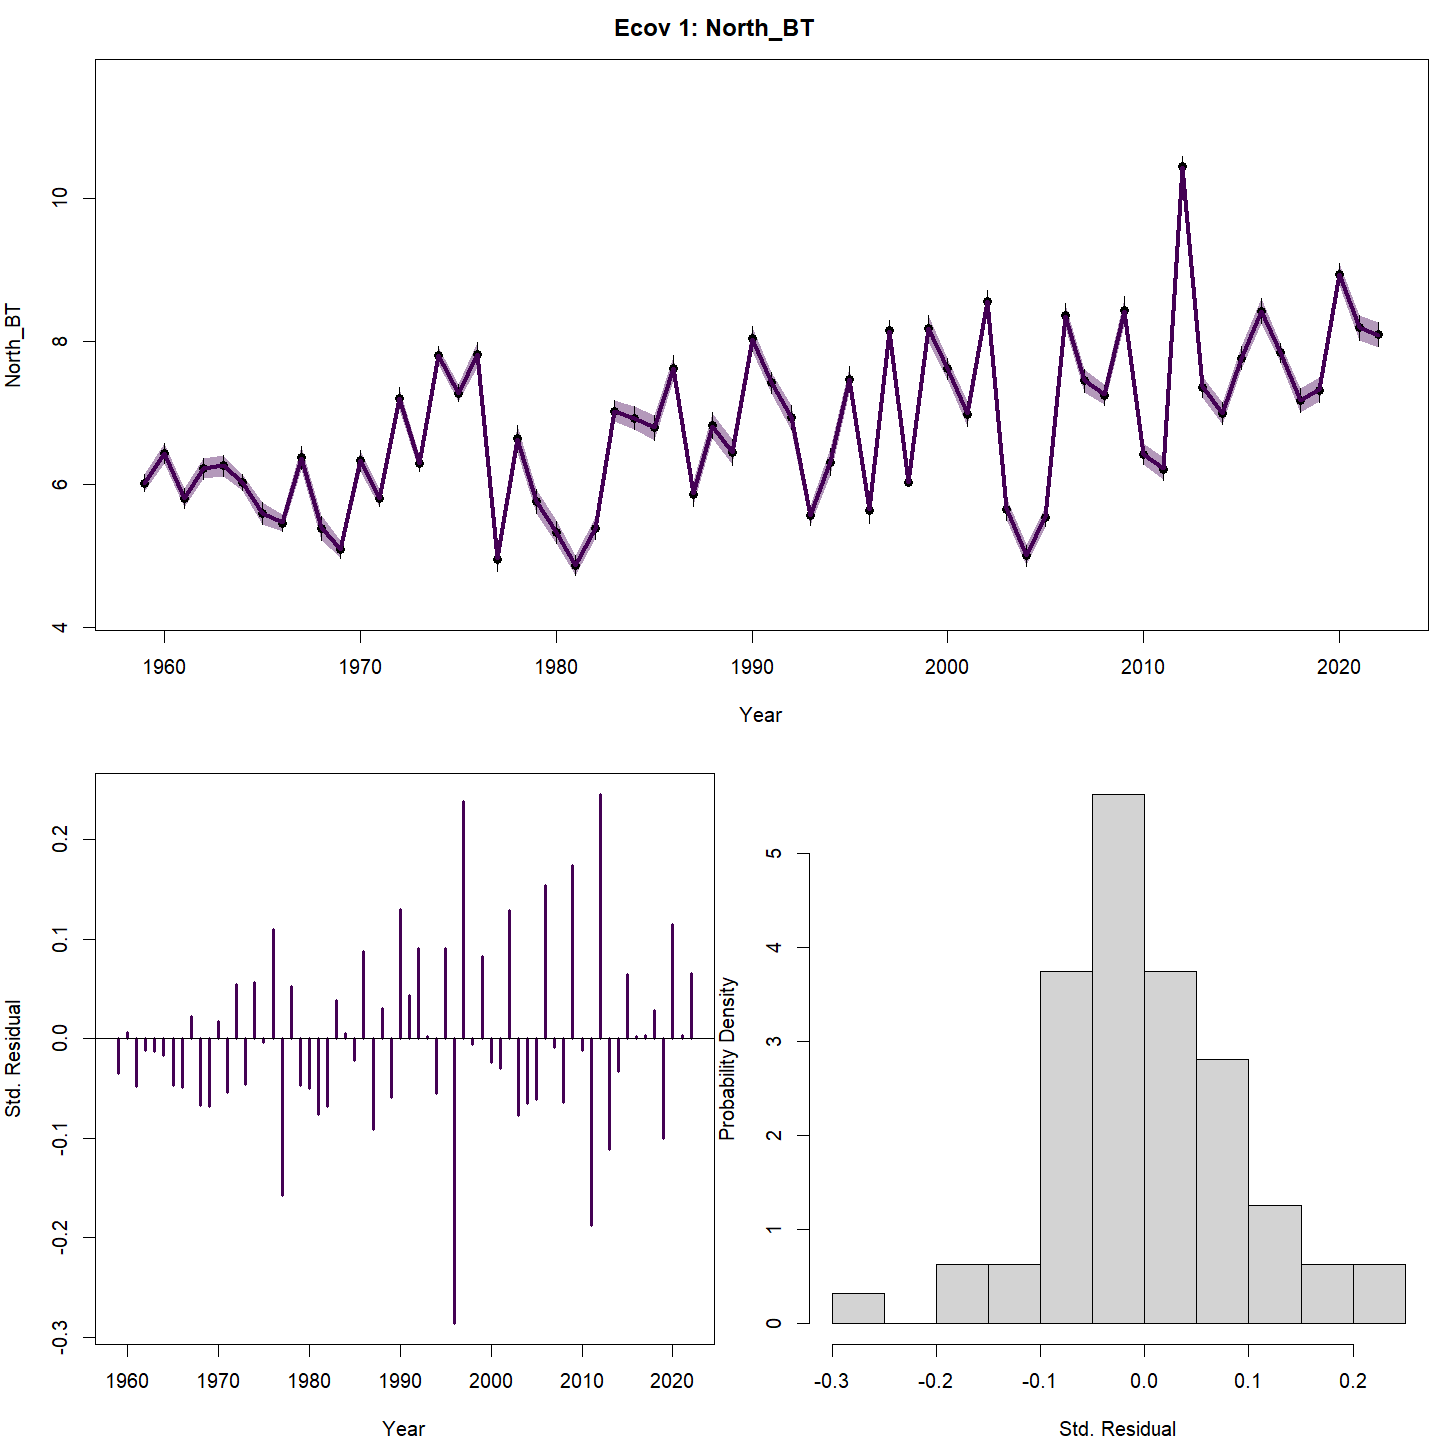 Ecov 1: North_BT
North_BT
10
8
6
4
1960 1970 1980 1990 2000 2010 2020
Year
Std. Residual
0.2
0.1
0.0
-0.1
-0.2
-0.3
1960 1970 1980 1990 2000 2010 2020
Year
Probability Density
5
4
3
2
1
0
-0.3 -0.2 -0.1 0.0 0.1 0.2
Std. Residual